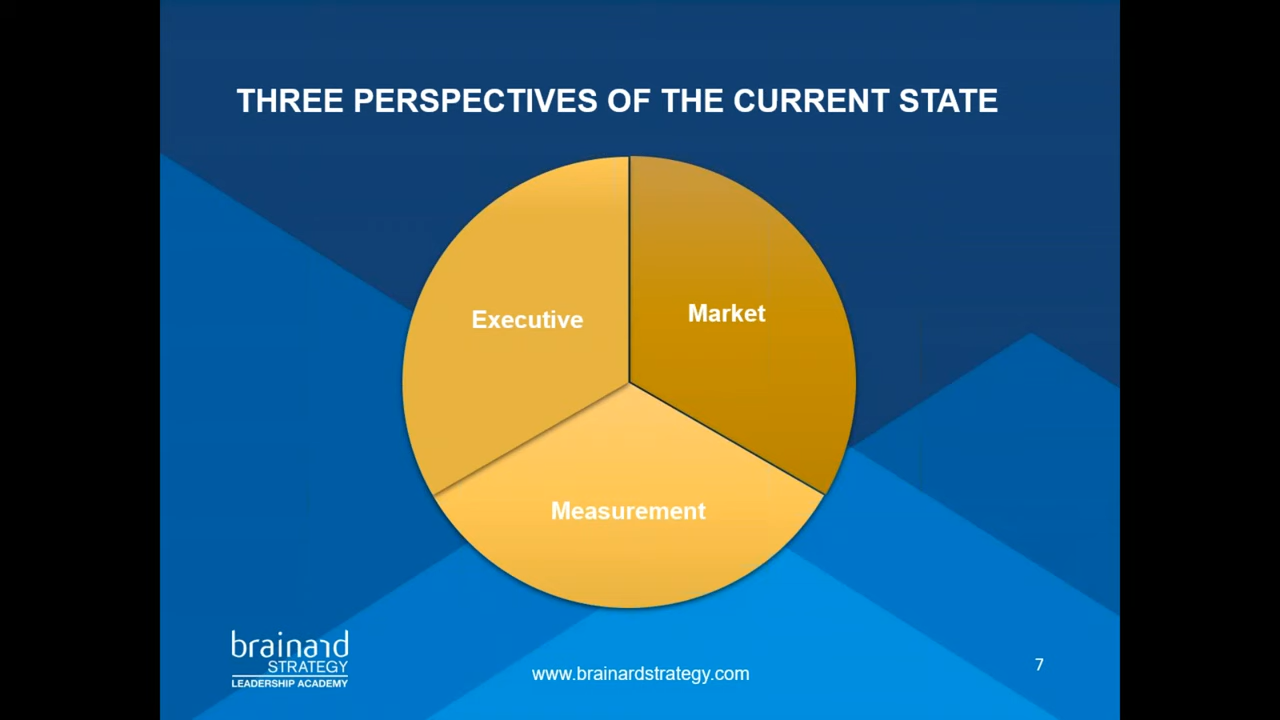 THREE PERSPECTIVES OF THE CURRENT STATE
Executive
Market
Measurement
brainard
STRATEGY
LEADERSHIP ACADEMY
www.brainardstrategy.com
7